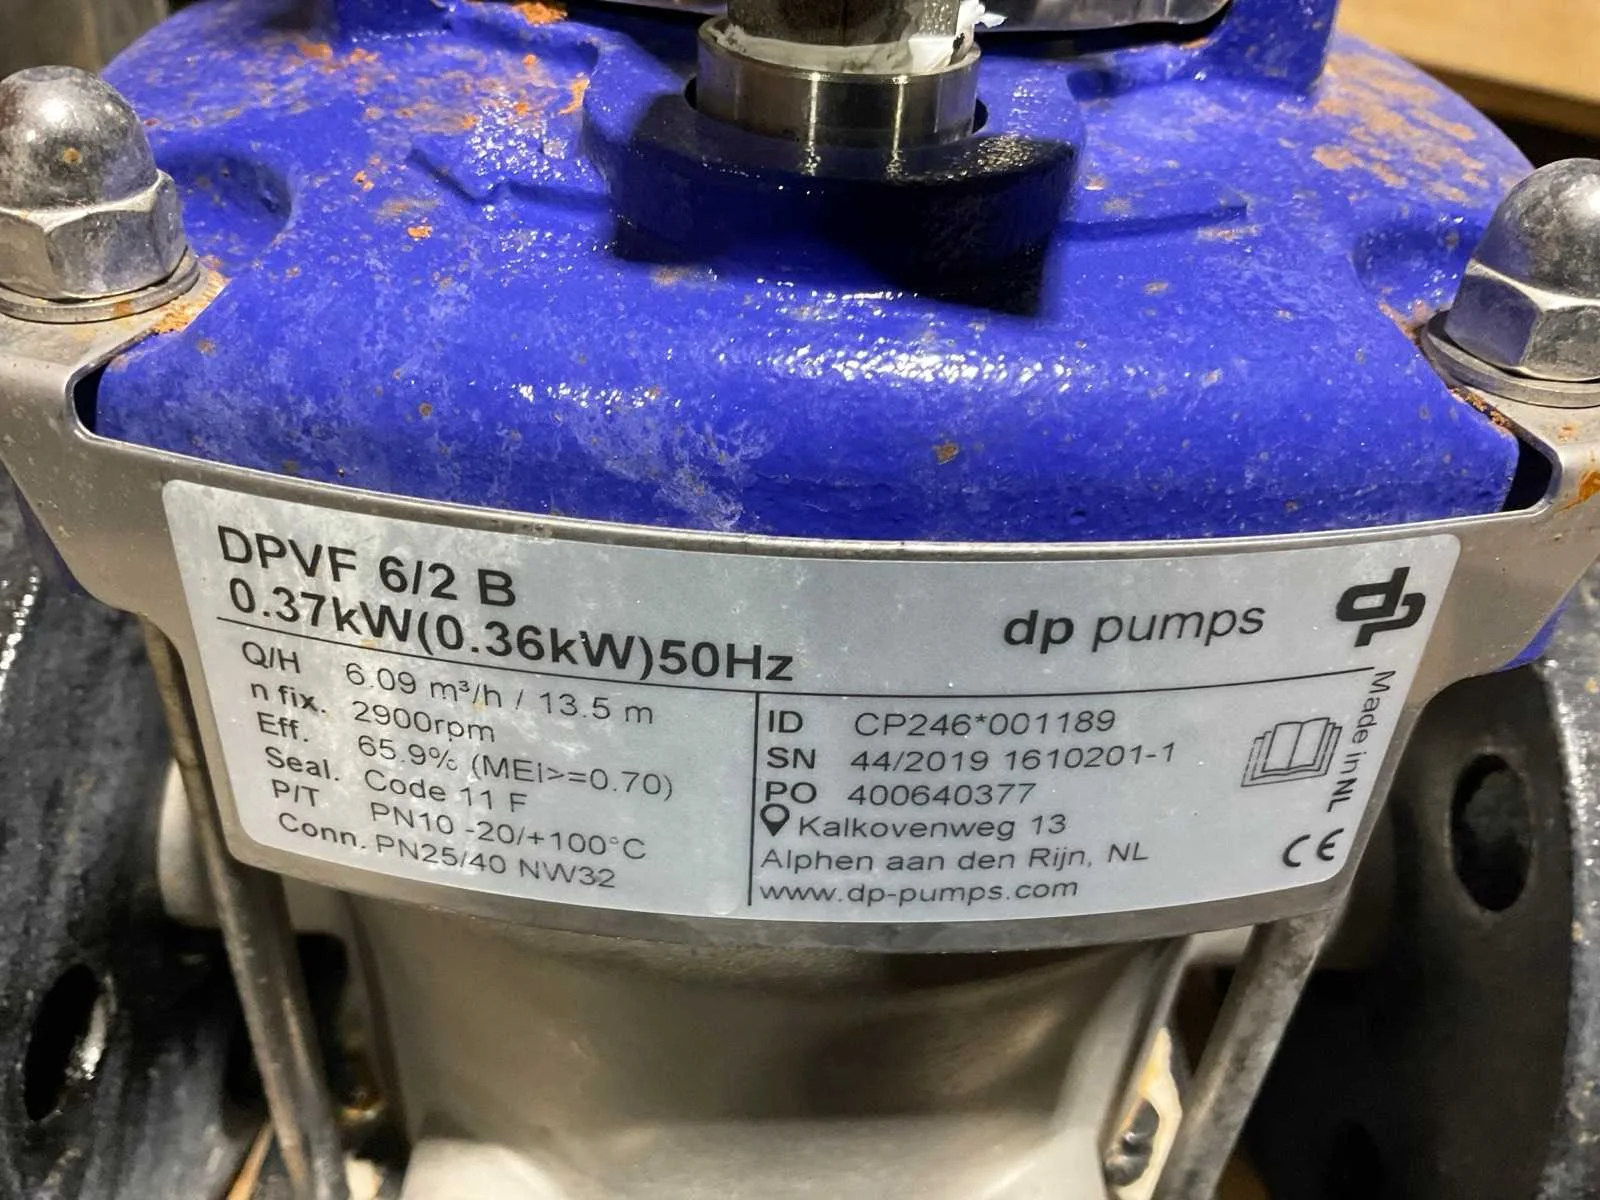 DPVF 6/2 B
0.37kW(0.36kW)50Hz
dp pumps
Q/H 6.09 m³/h / 13.5 m
n fix. 2900rpm
Eff. 65.9% (MEI>=0.70)
Seal. Code 11 F
P/T PN10 -20/+100°C
Conn. PN25/40 NW32
ID CP246*001189
SN 44/2019 1610201-1
PO 400640377
Kalkovenweg 13
Alphen aan den Rijn, NL
www.dp-pumps.com
Made in NL
CE